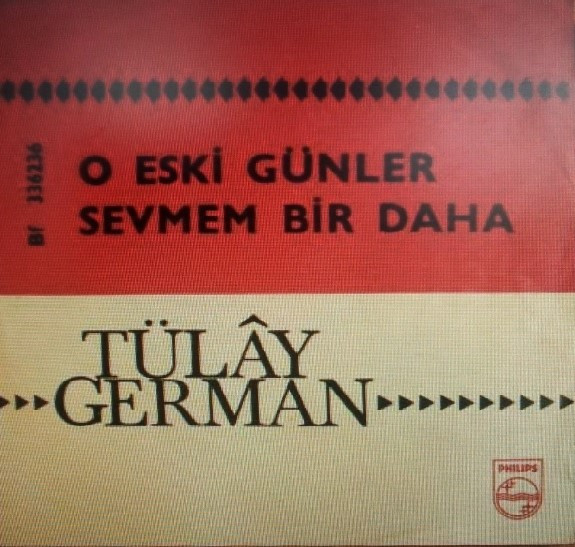 Bf 336236
O ESKİ GÜNLER
SEVMEM BİR DAHA
TÜLÂY
GERMAN
PHILIPS